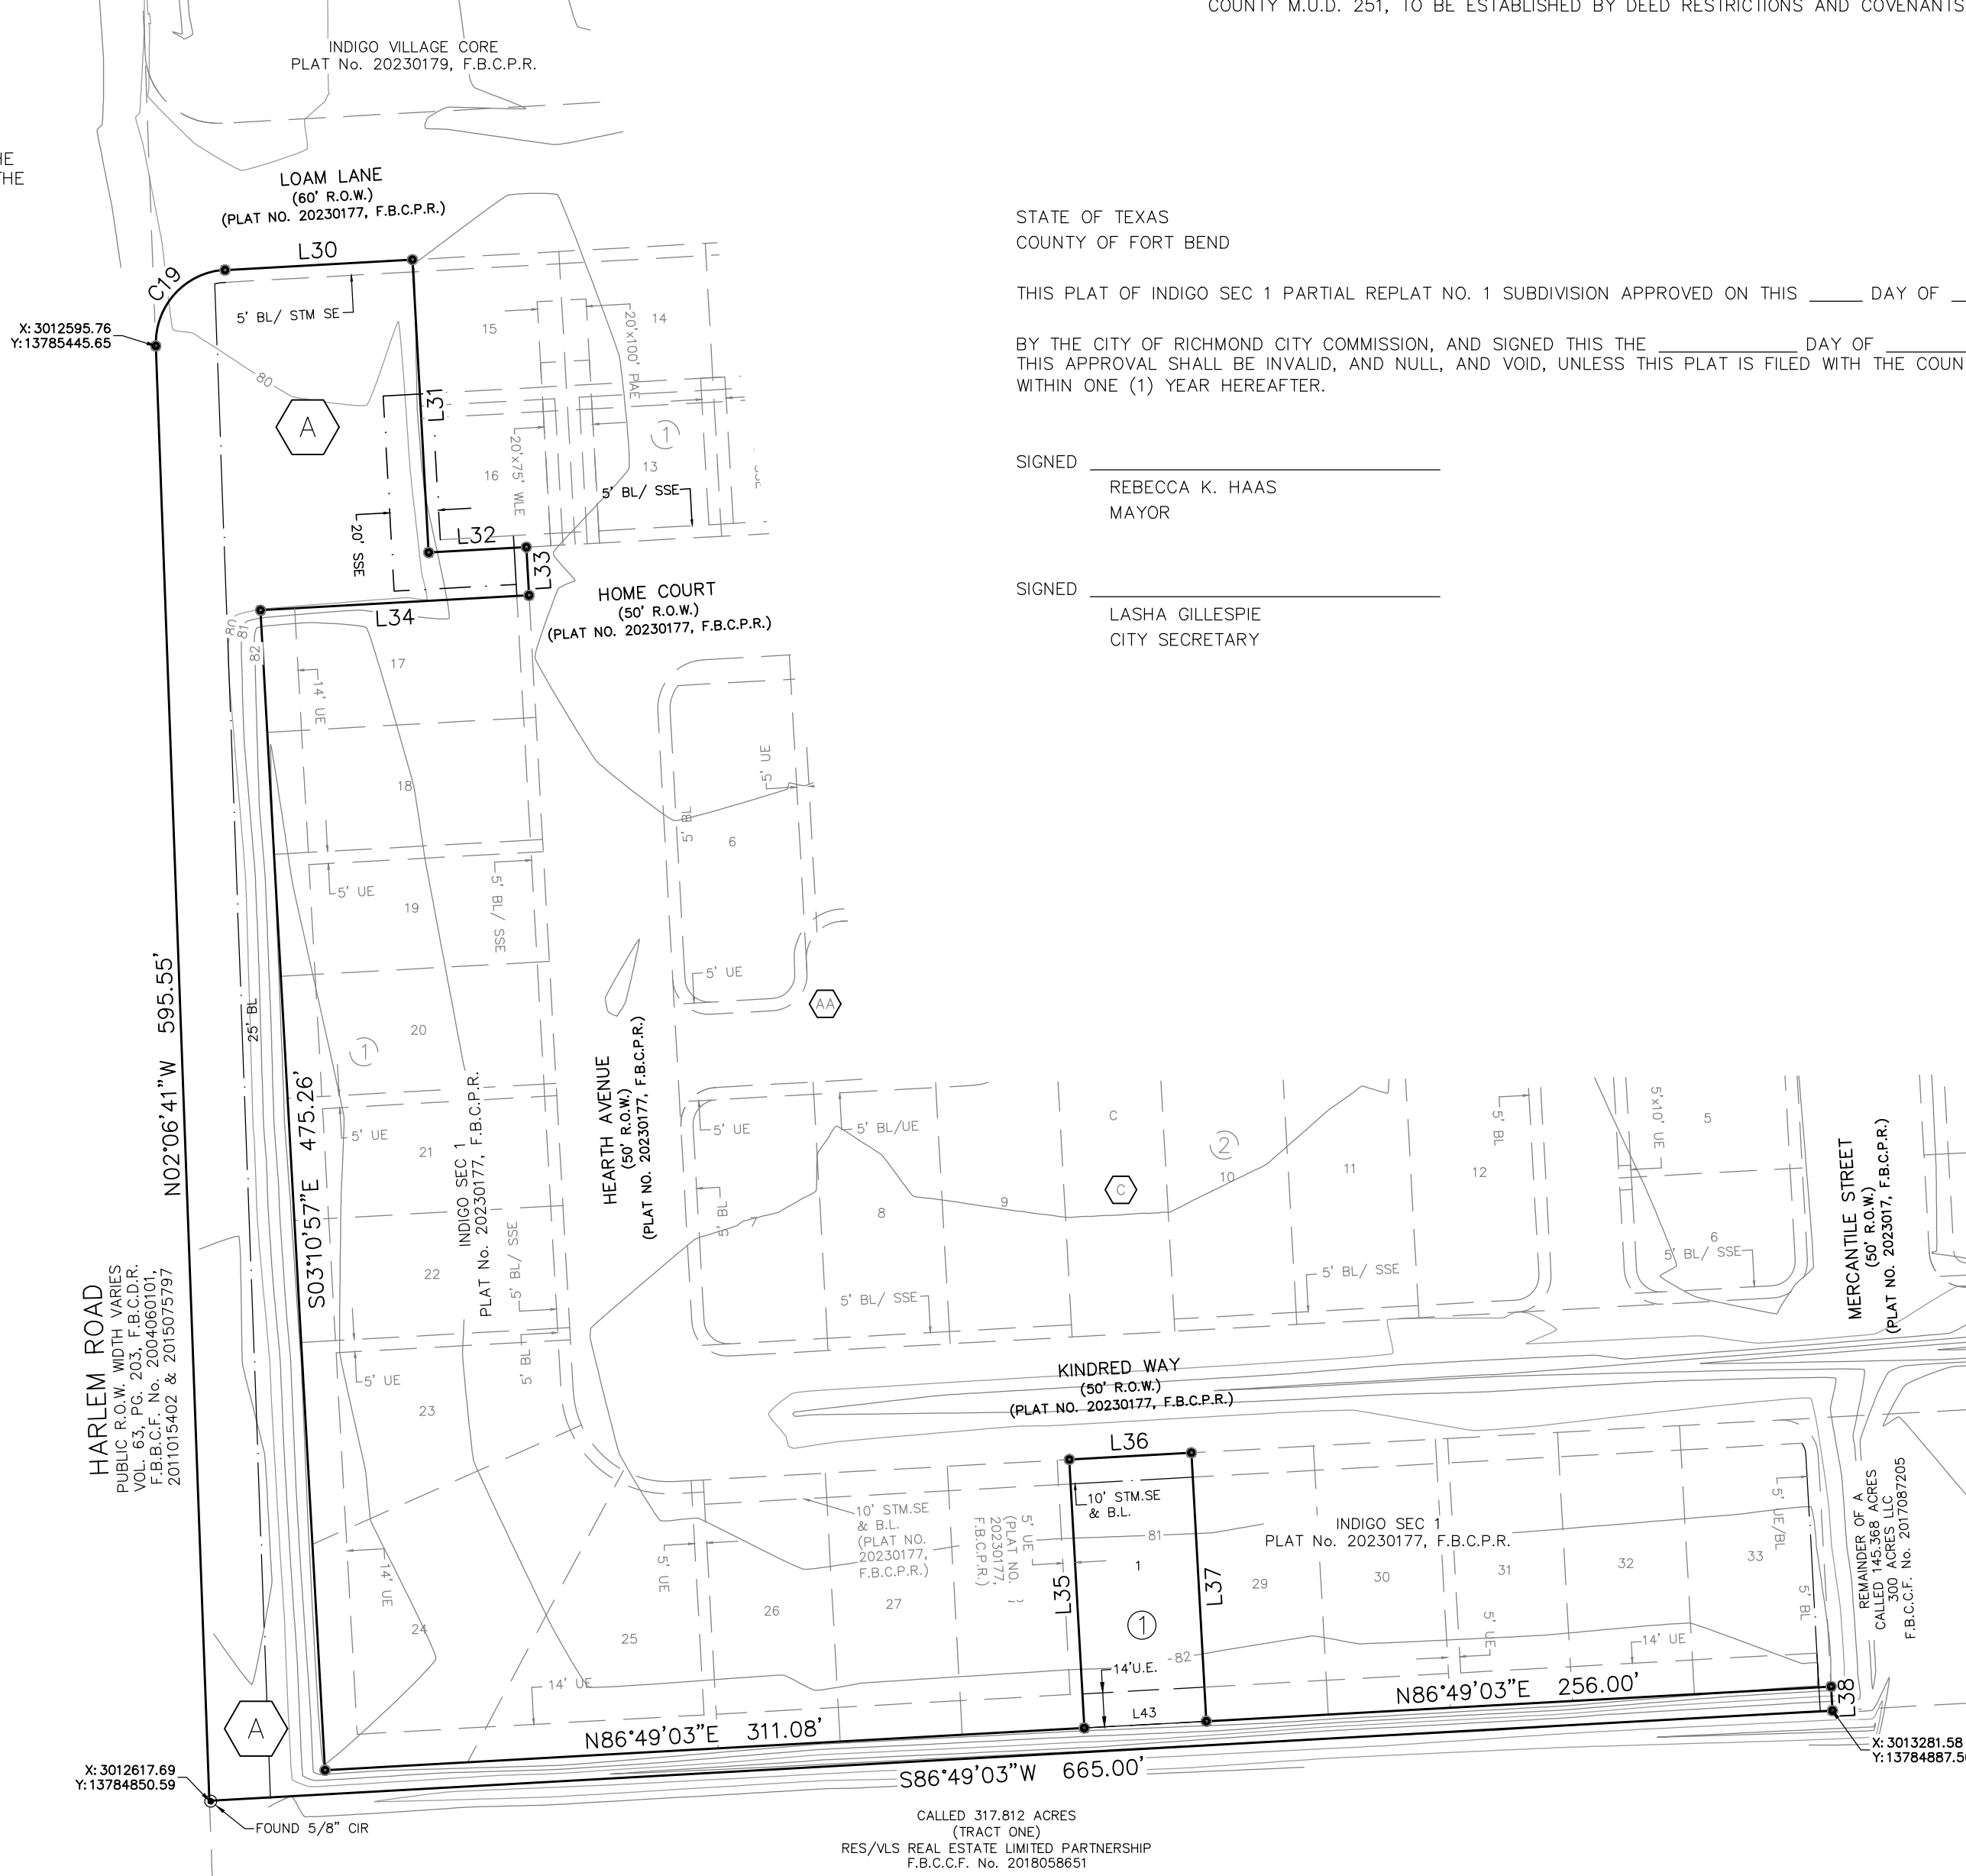 COUNTY M.U.D. 251, TO BE ESTABLISHED BY DEED RESTRICTIONS AND COVENANTS
INDIGO VILLAGE CORE
PLAT No. 20230179, F.B.C.P.R.
THE
LOAM LANE
(60' R.O.W.)
(PLAT NO. 20230177, F.B.C.P.R.)
L30
C19
5' BL/ STM SE
X: 3012595.76
Y: 13785445.65
80
A
L31
15
14
20'x100' PAE
1
16
13
20'x75' WLE
5' BL/ SSE
20' SSE
L32
L33
L34
HOME COURT
(50' R.O.W.)
(PLAT NO. 20230177, F.B.C.P.R.)
STATE OF TEXAS
COUNTY OF FORT BEND
THIS PLAT OF INDIGO SEC 1 PARTIAL REPLAT NO. 1 SUBDIVISION APPROVED ON THIS _____ DAY OF
BY THE CITY OF RICHMOND CITY COMMISSION, AND SIGNED THIS THE _____________ DAY OF
THIS APPROVAL SHALL BE INVALID, AND NULL, AND VOID, UNLESS THIS PLAT IS FILED WITH THE COUN
WITHIN ONE (1) YEAR HEREAFTER.
SIGNED
REBECCA K. HAAS
MAYOR
SIGNED
LASHA GILLESPIE
CITY SECRETARY
80
81
82
17
14' UE
18
5' UE
19
5' BL/ SSE
20
1
5' UE
21
22
5' BL/ SSE
5' BL
5' UE
23
24
14' UE
25' BL
N02°06'41"W 595.55'
S03°10'57"E 475.26'
INDIGO SEC 1
PLAT No. 20230177, F.B.C.P.R.
HARLEM ROAD
PUBLIC R.O.W. WIDTH VARIES
VOL. 63, PG. 203, F.B.C.D.R.
F.B.B.C.F. No. 2004060101,
2011015402 & 2015075797
HEARTH AVENUE
(50' R.O.W.)
(PLAT NO. 20230177, F.B.C.P.R.)
5' UE
5' BL
6
5' UE
AA
5' UE
5' BL/UE
C
2
5' BL
7
8
9
C
10
11
12
5' BL
5'x10' UE
5
6
5' BL/ SSE
5' BL/ SSE
5' BL/ SSE
MERCANTILE STREET
(50' R.O.W.)
(PLAT NO. 2023017, F.B.C.P.R.)
KINDRED WAY
(50' R.O.W.)
(PLAT NO. 20230177, F.B.C.P.R.)
L36
10' STM.SE
& B.L.
81
1
L35
L37
1
82
14'U.E.
L43
10' STM.SE
& B.L.
(PLAT NO.
20230177,
F.B.C.P.R.)
5' UE
(PLAT NO.
20230177,
F.B.C.P.R.)
5' UE
25
26
27
14' UE
INDIGO SEC 1
PLAT No. 20230177, F.B.C.P.R.
29
30
31
32
33
5' UE
14' UE
5' UE/BL
5' BL
REMAINDER OF A
CALLED 145.368 ACRES
300 ACRES LLC
F.B.C.C.F. No. 2017087205
N86°49'03"E 311.08'
N86°49'03"E 256.00'
L38
S86°49'03"W 665.00'
A
X: 3012617.69
Y: 13784850.59
FOUND 5/8" CIR
X: 3013281.58
CALLED 317.812 ACRES
(TRACT ONE)
RES/VLS REAL ESTATE LIMITED PARTNERSHIP
F.B.C.C.F. No. 2018058651